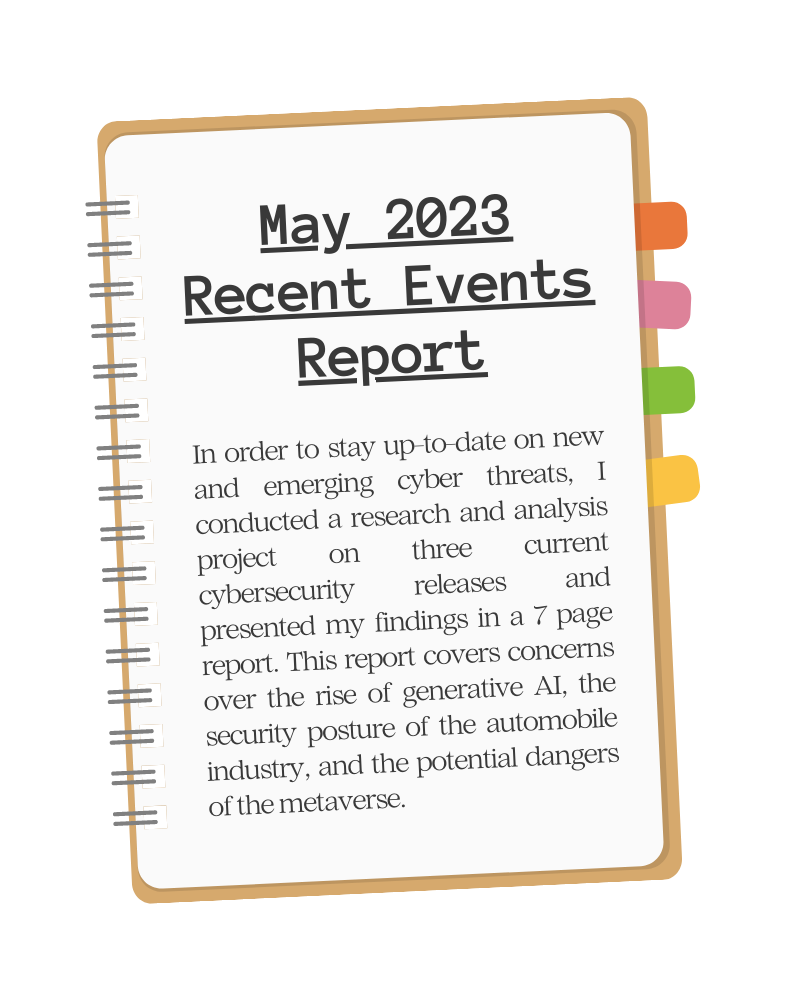 May 2023
Recent Events
Report
In order to stay up-to-date on new
and emerging cyber threats, I
conducted a research and analysis
project on three current
cybersecurity releases and
presented my findings in a 7 page
report. This report covers concerns
over the rise of generative AI, the
security posture of the automobile
industry, and the potential dangers
of the metaverse.